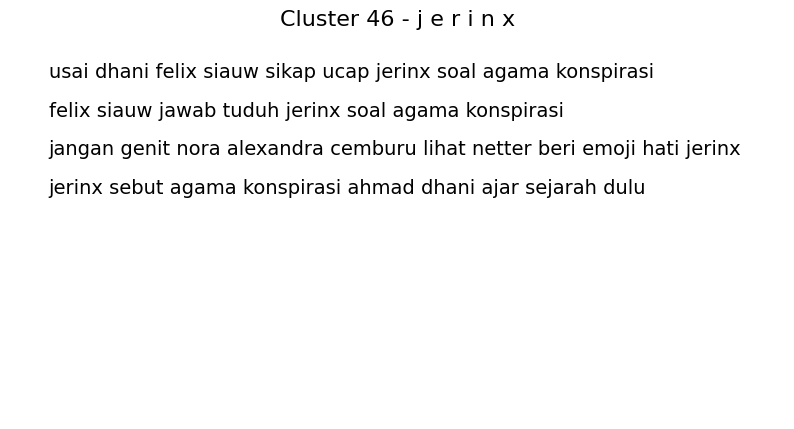 Cluster 46 - j e r i n x
usai dhani felix siauw sikap ucap jerinx soal agama konspirasi
felix siauw jawab tuduh jerinx soal agama konspirasi
jangan genit nora alexandra cemburu lihat netter beri emoji hati jerinx
jerinx sebut agama konspirasi ahmad dhani ajar sejarah dulu